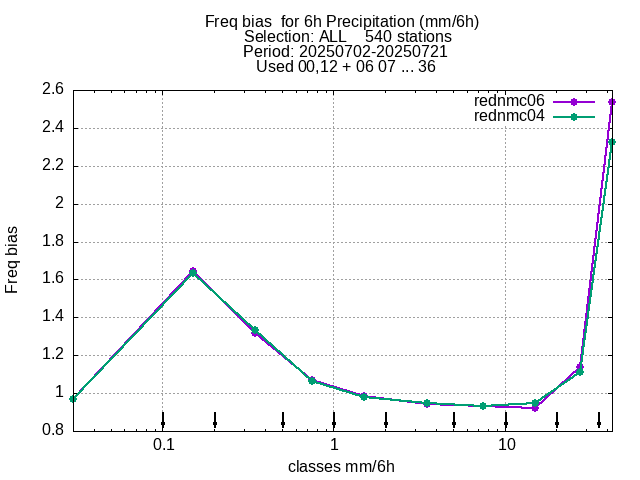 Freq bias  for 6h Precipitation (mm/6h)
Selection: ALL    540 stations
Period: 20250702-20250721
Used 00,12 + 06 07 ... 36
rednmc06
rednmc04
2.6
2.4
2.2
2
1.8
1.6
1.4
1.2
1
0.8
Freq bias
0.1
1
10
classes mm/6h